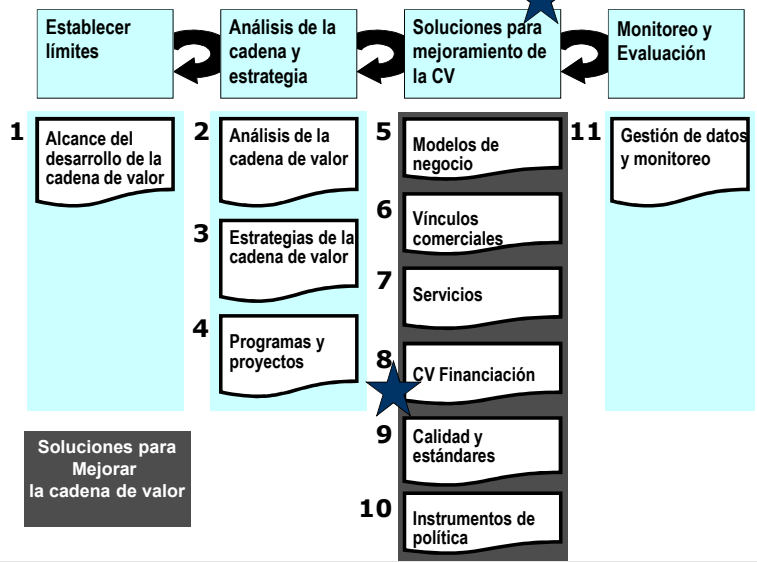 Establecer
límites
Análisis de la
cadena y
estrategia
Soluciones para
mejoramiento de
la CV
Monitoreo y
Evaluación
1
Alcance del
desarrollo de la
cadena de valor
2
Análisis de la
cadena de valor
3
Estrategias de la
cadena de valor
4
Programas y
proyectos
5
Modelos de
negocio
6
Vínculos
comerciales
7
Servicios
8
CV Financiación
9
Calidad y
estándares
10
Instrumentos de
política
11
Gestión de datos
y monitoreo
Soluciones para
Mejorar
la cadena de valor